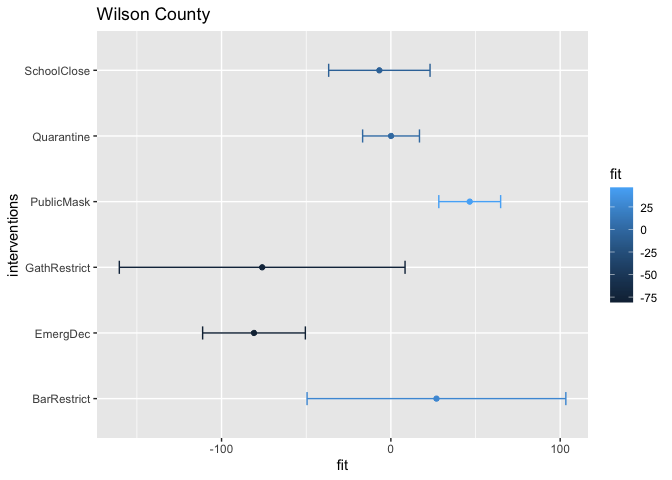 Wilson County
SchoolClose
Quarantine
PublicMask
GathRestrict
EmergDec
BarRestrict
interventions
-100
0
100
fit
fit
25
0
-25
-50
-75